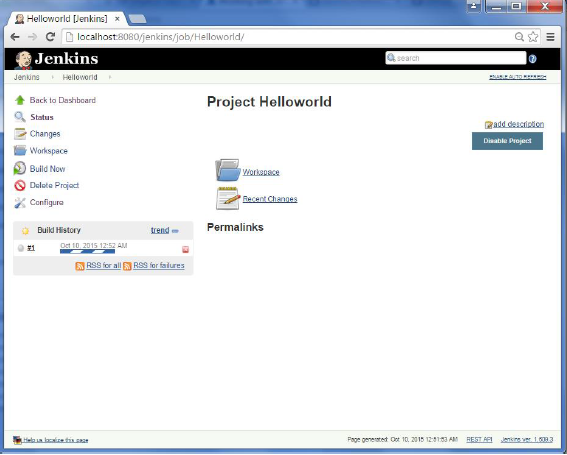 Helloworld [Jenkins]
localhost:8080/jenkins/job/Helloworld/
Jenkins
search
Jenkins Helloworld
ENABLE AUTO REFRESH
Back to Dashboard
Status
Changes
Workspace
Build Now
Delete Project
Configure
Build History trend
#1 Oct 10, 2015 12:52 AM
RSS for all RSS for failures
Project Helloworld
add description
Disable Project
Workspace
Recent Changes
Permalinks
Help us localize this page
Page generated: Oct 10, 2015 12:51:53 AM REST API Jenkins ver. 1.609.3